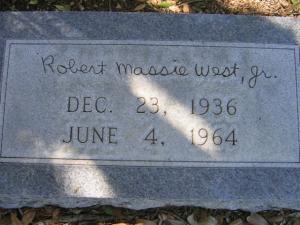 Robert Massie West, Jr.
DEC. 23, 1936
JUNE 4, 1964